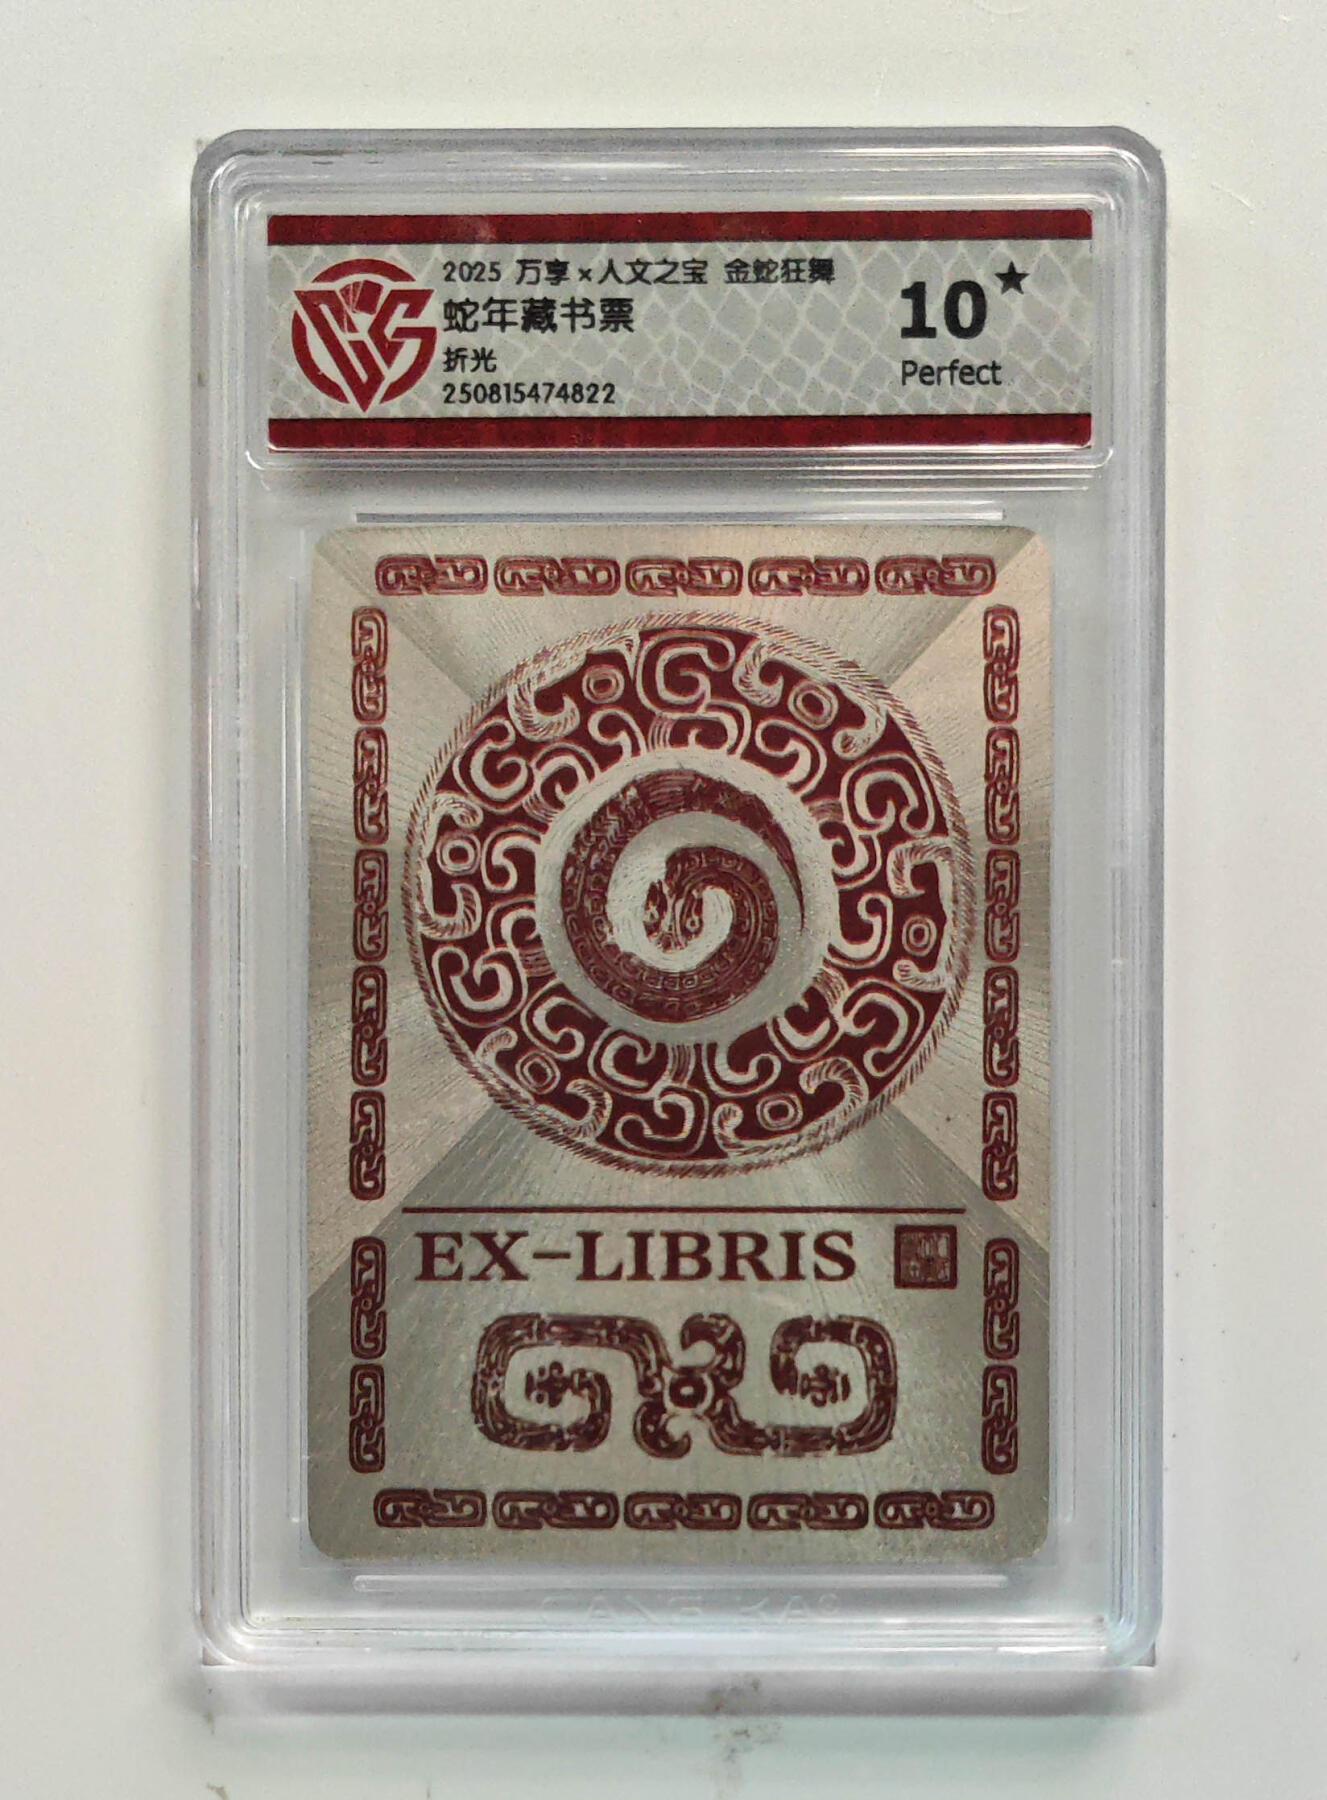 2025 万享×人文之宝 金蛇狂舞
蛇年藏书票
折光
250815474822
10★
Perfect
EX-LIBRIS